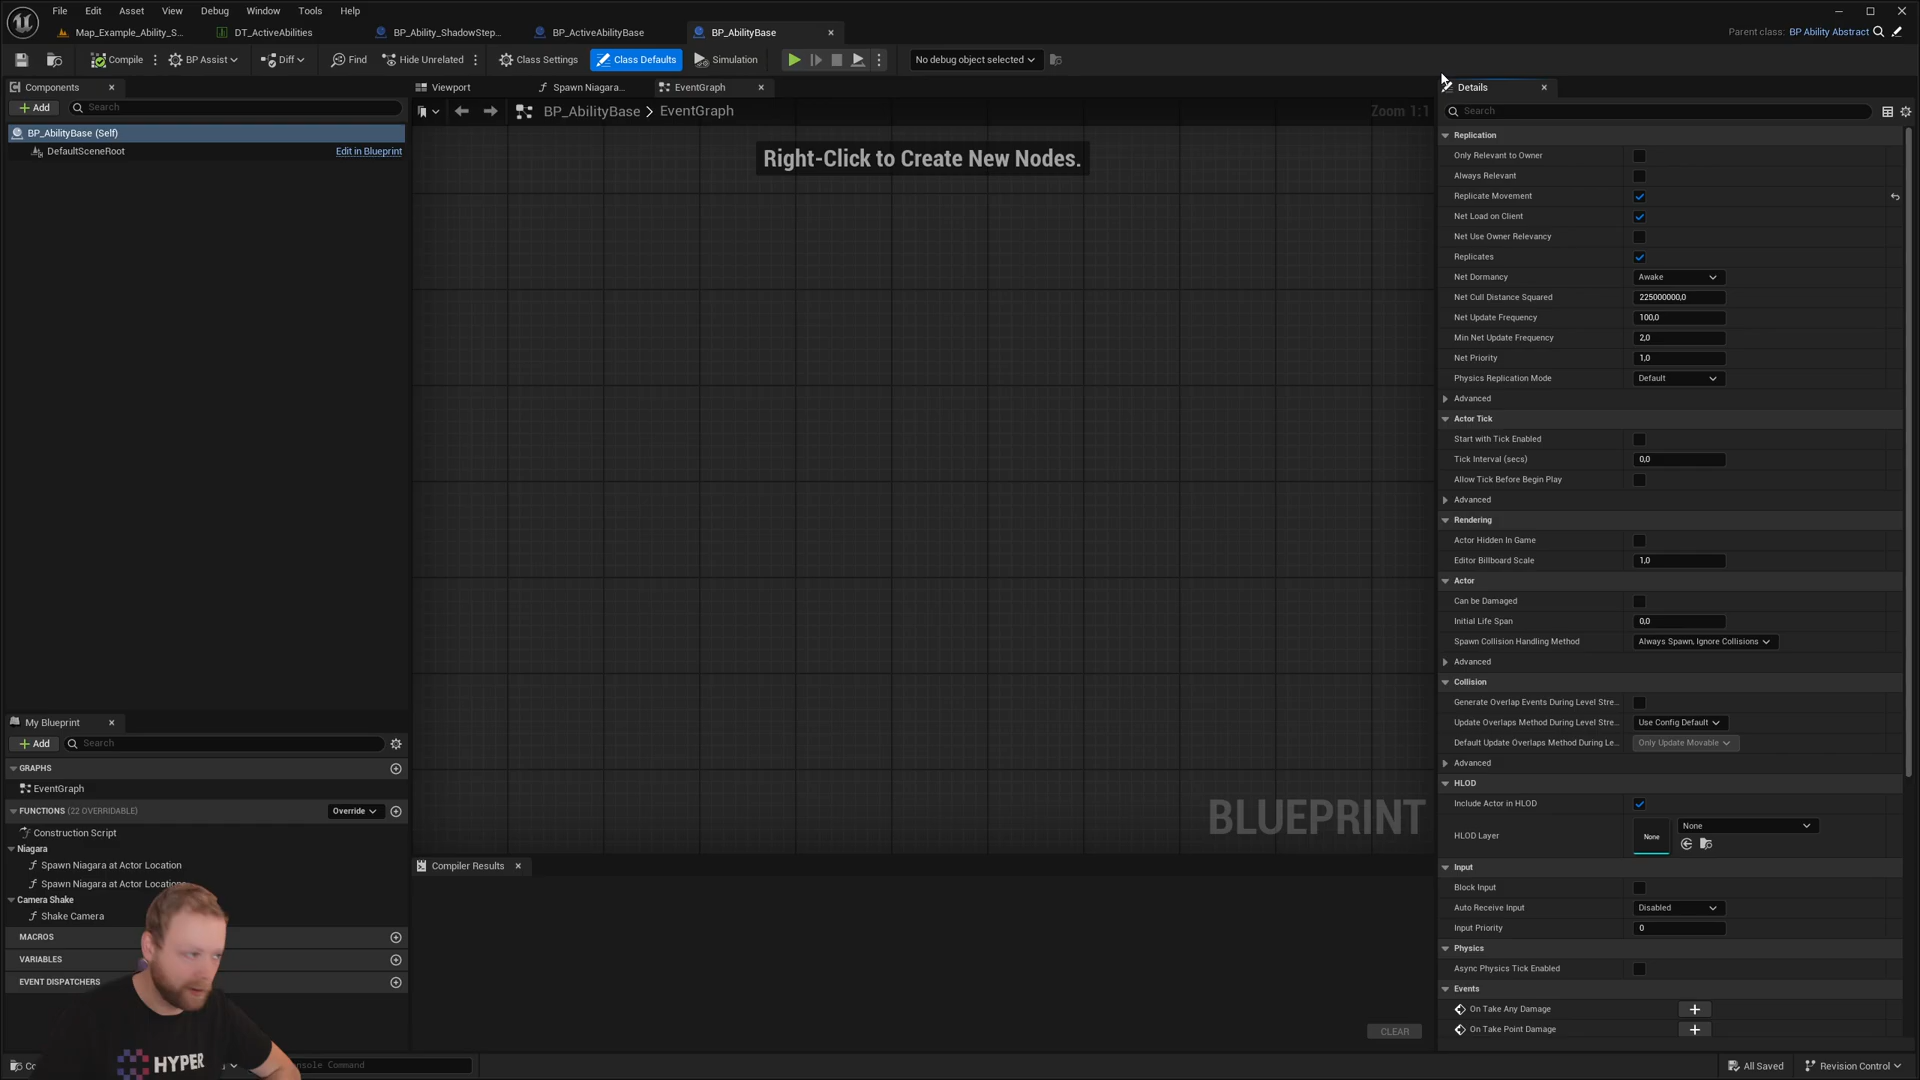 File Edit Asset View Debug Window Tools Help
Map_Example_Ability_S... DT_ActiveAbilities BP_Ability_ShadowStep... BP_ActiveAbilityBase BP_AbilityBase
Parent class: BP Ability Abstract
Compile BP Assist Diff Find Hide Unrelated Class Settings Class Defaults Simulation No debug object selected
Components
Add Search
BP_AbilityBase (Self)
DefaultSceneRoot Edit in Blueprint
Viewport Spawn Niagara... EventGraph
BP_AbilityBase > EventGraph Zoom 1:1
Right-Click to Create New Nodes.
BLUEPRINT
My Blueprint
Add Search
GRAPHS
EventGraph
FUNCTIONS (22 OVERRIDABLE) Override
Construction Script
Niagara
Spawn Niagara at Actor Location
Spawn Niagara at Actor Location
Camera Shake
Shake Camera
MACROS
VARIABLES
EVENT DISPATCHERS
HYPER
Compiler Results
CLEAR
Details
Search
Replication
Only Relevant to Owner
Always Relevant
Replicate Movement
Net Load on Client
Net Use Owner Relevancy
Replicates
Net Dormancy Awake
Net Cull Distance Squared 225000000,0
Net Update Frequency 100,0
Min Net Update Frequency 2,0
Net Priority 1,0
Physics Replication Mode Default
Advanced
Actor Tick
Start with Tick Enabled
Tick Interval (secs) 0,0
Allow Tick Before Begin Play
Advanced
Rendering
Actor Hidden In Game
Editor Billboard Scale 1,0
Actor
Can be Damaged
Initial Life Span 0,0
Spawn Collision Handling Method Always Spawn, Ignore Collisions
Advanced
Collision
Generate Overlap Events During Level Stre...
Update Overlaps Method During Level Stre... Use Config Default
Default Update Overlaps Method During Le... Only Update Movable
Advanced
HLOD
Include Actor in HLOD
HLOD Layer None None
Input
Block Input
Auto Receive Input Disabled
Input Priority 0
Physics
Async Physics Tick Enabled
Events
On Take Any Damage
On Take Point Damage
Co console Command All Saved Revision Control